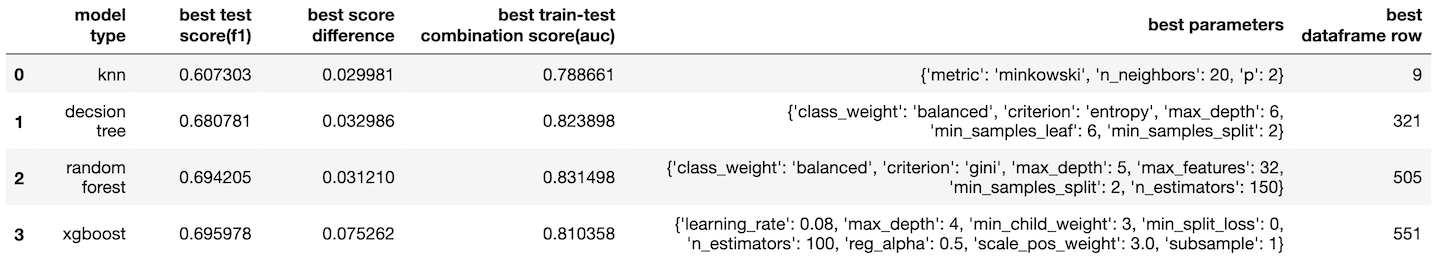 model type best test score(f1) best score difference best train-test combination score(auc) best parameters best dataframe row
0 knn 0.607303 0.029981 0.788661 {'metric': 'minkowski', 'n_neighbors': 20, 'p': 2} 9
1 decsion tree 0.680781 0.032986 0.823898 {'class_weight': 'balanced', 'criterion': 'entropy', 'max_depth': 6, 'min_samples_leaf': 6, 'min_samples_split': 2} 321
2 random forest 0.694205 0.031210 0.831498 {'class_weight': 'balanced', 'criterion': 'gini', 'max_depth': 5, 'max_features': 32, 'min_samples_split': 2, 'n_estimators': 150} 505
3 xgboost 0.695978 0.075262 0.810358 {'learning_rate': 0.08, 'max_depth': 4, 'min_child_weight': 3, 'min_split_loss': 0, 'n_estimators': 100, 'reg_alpha': 0.5, 'scale_pos_weight': 3.0, 'subsample': 1} 551